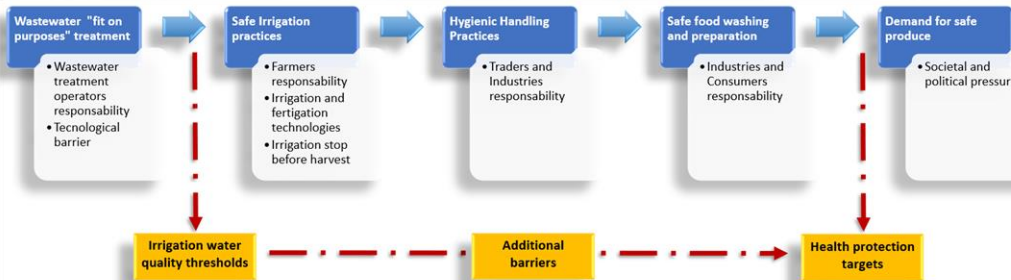 Wastewater "fit on
purposes" treatment
• Wastewater
treatment
operators
responsability
• Tecnological
barrier
Safe Irrigation
practices
• Farmers
responsability
• Irrigation and
fertigation
technologies
• Irrigation stop
before harvest
Hygienic Handling
Practices
• Traders and
Industries
responsability
Safe food washing
and preparation
• Industries and
Consumers
responsability
Demand for safe
produce
• Societal and
political pressur
Irrigation water
quality thresholds
Additional
barriers
Health protection
targets